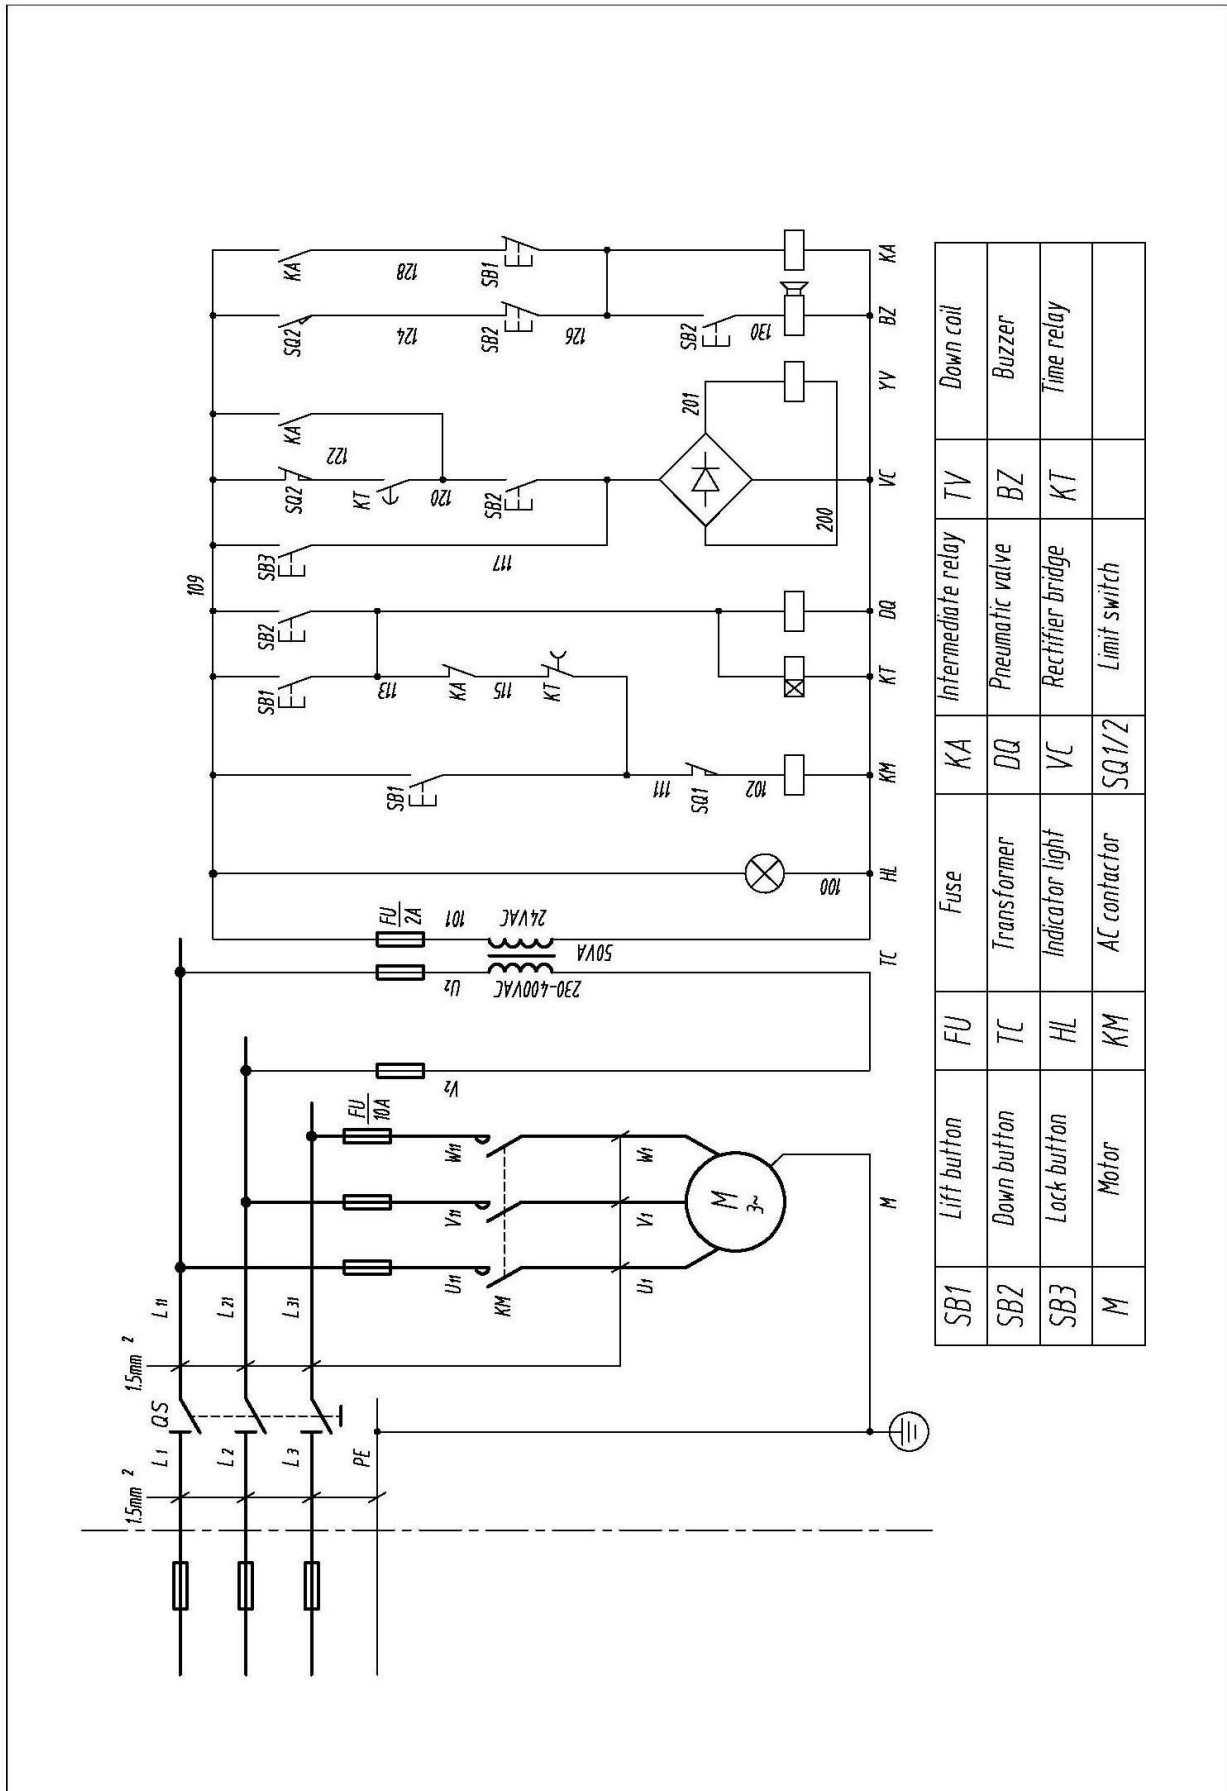 1.5mm 2
1.5mm 2
L1
QS
L11
L2
L21
L3
L31
PE
FU
10A
U11
V11
W11
KM
U1
V1
W1
M
3~
M
V2
U2
FU
2A
101
230-400VAC
24VAC
50VA
TC
109
100
HL
SB1
111
SQ1
102
KM
SB1
113
KA
115
KT
KT
SB2
DQ
SB3
117
SQ2
122
KT
120
SB2
KA
VC
200
201
YV
SQ2
124
SB2
126
SB2
130
BZ
KA
128
SB1
KA
SB1 Lift button FU Fuse KA Intermediate relay TV Down coil
SB2 Down button TC Transformer DQ Pneumatic valve BZ Buzzer
SB3 Lock button HL Indicator light VC Rectifier bridge KT Time relay
M Motor KM AC contactor SQ1/2 Limit switch